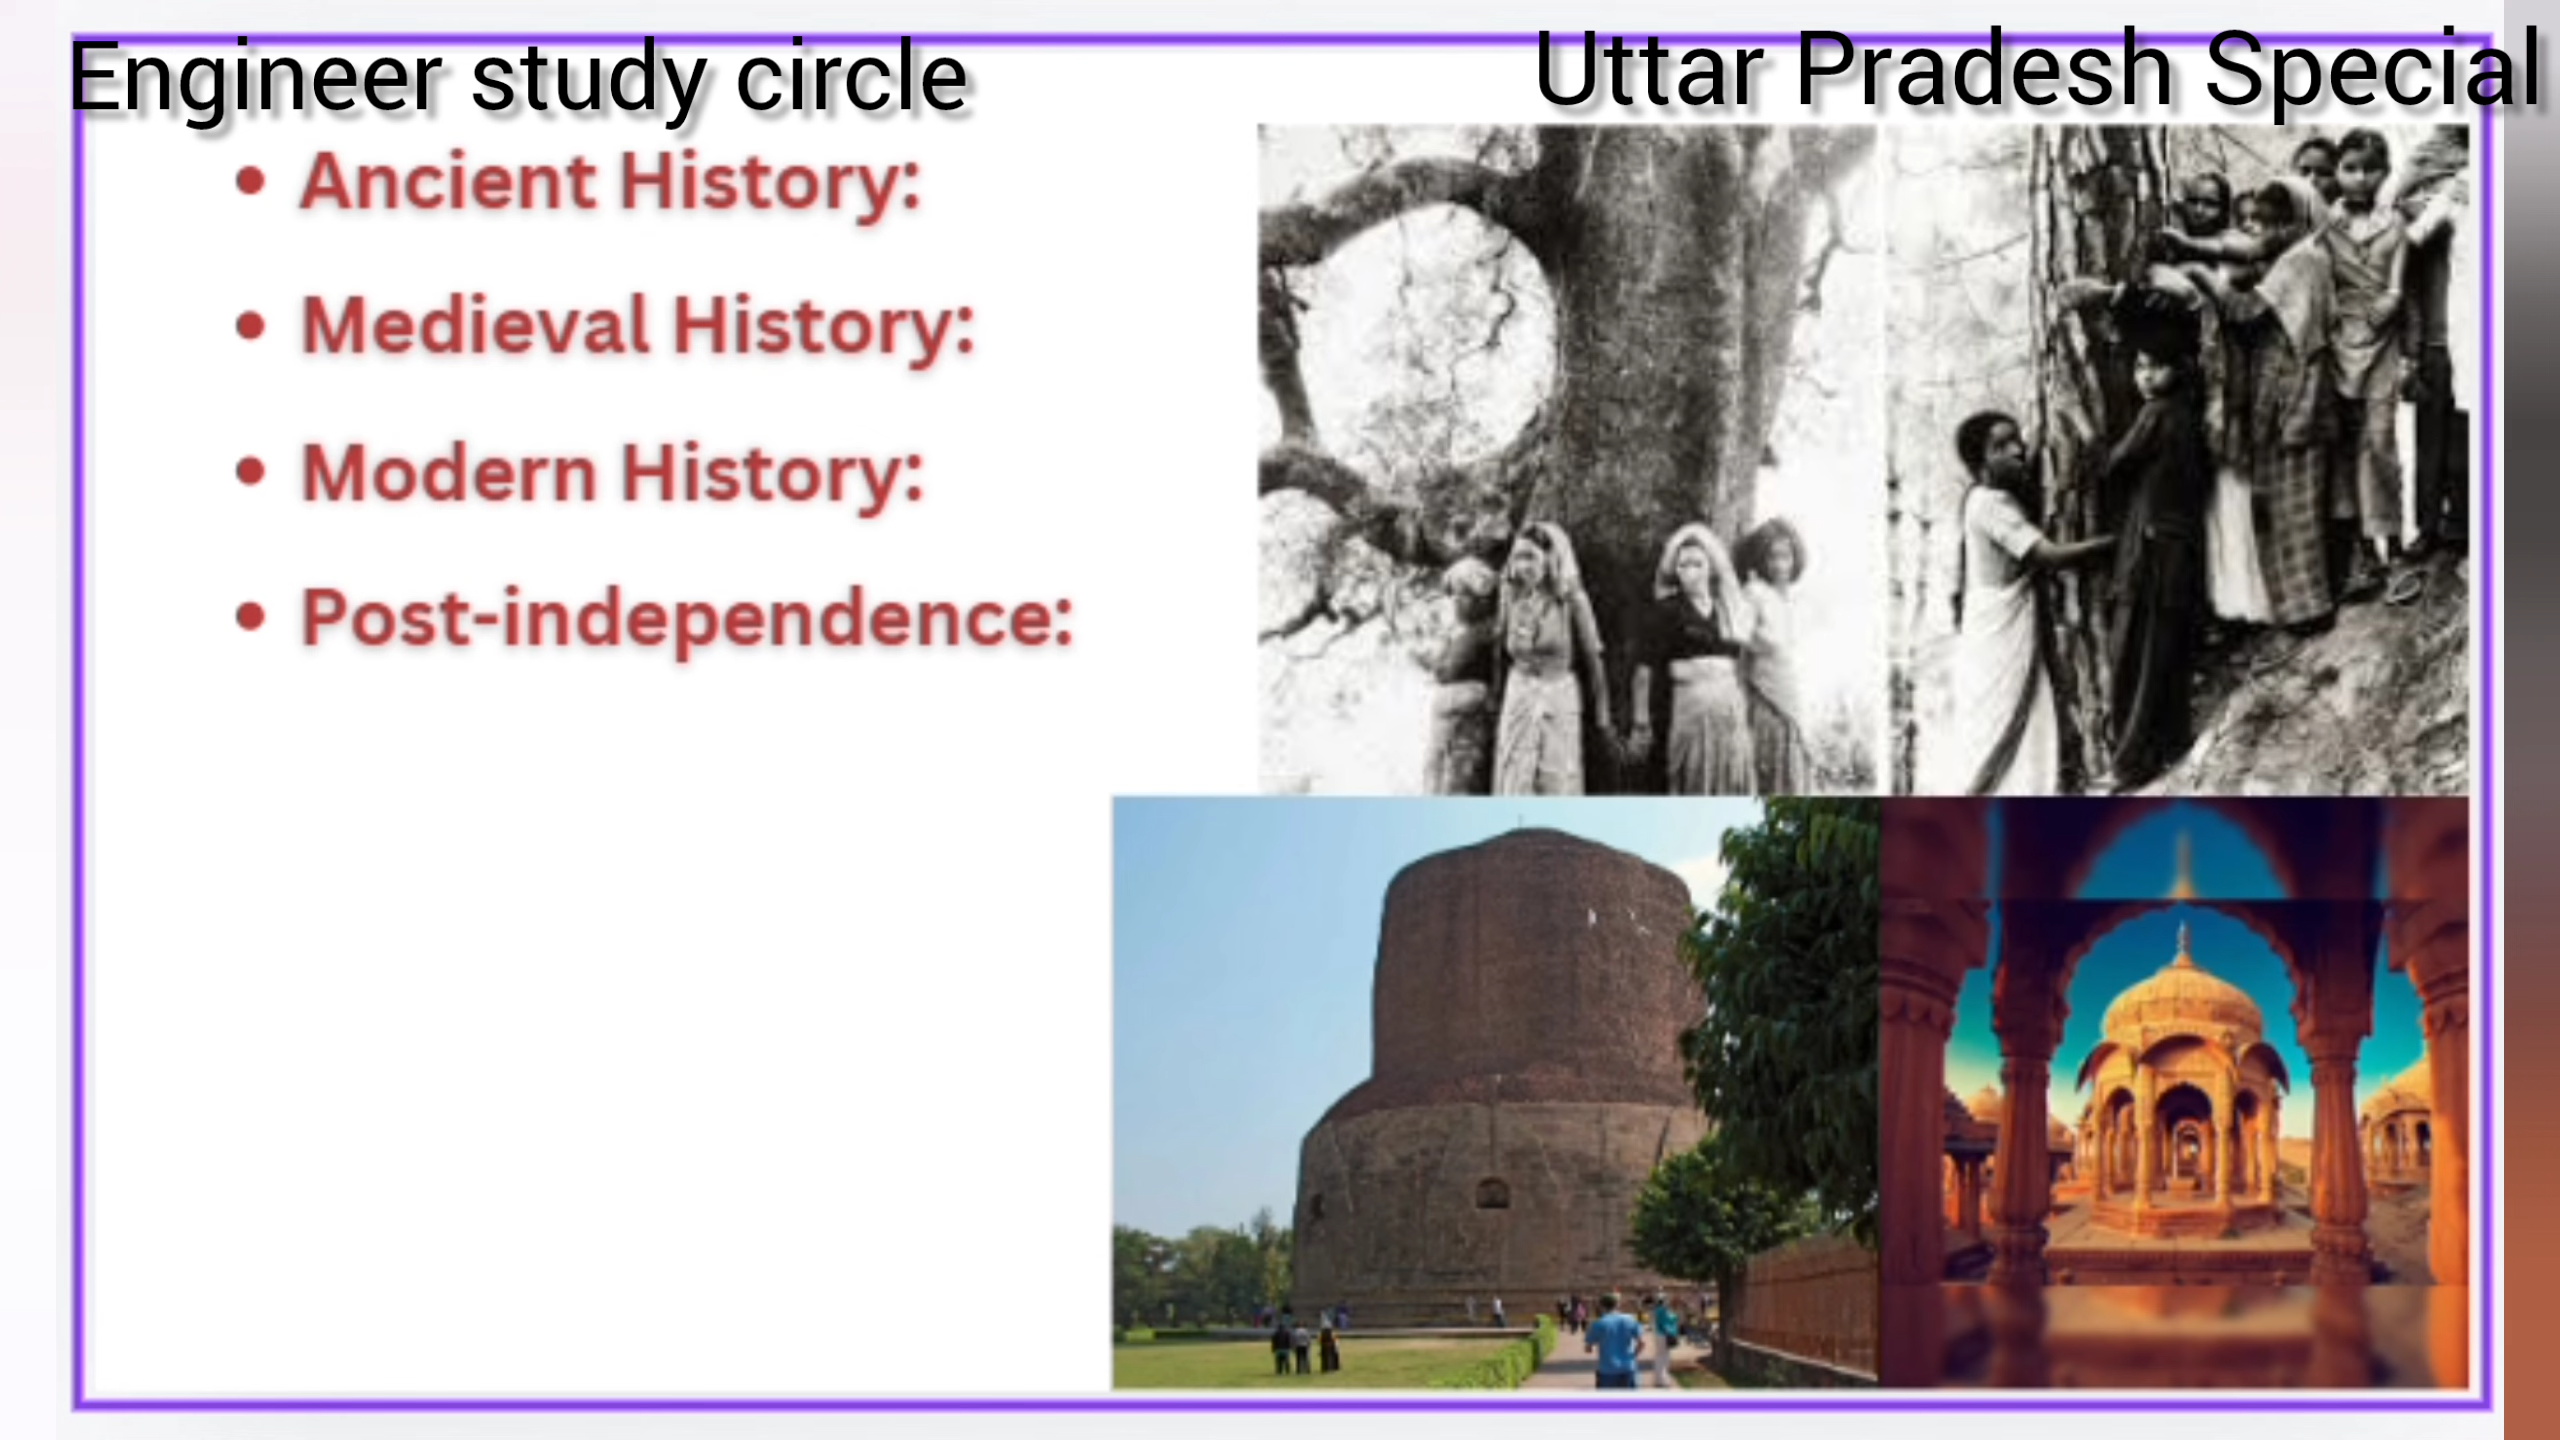 Engineer study circle
Uttar Pradesh Special
• Ancient History:
• Medieval History:
• Modern History:
• Post-independence: